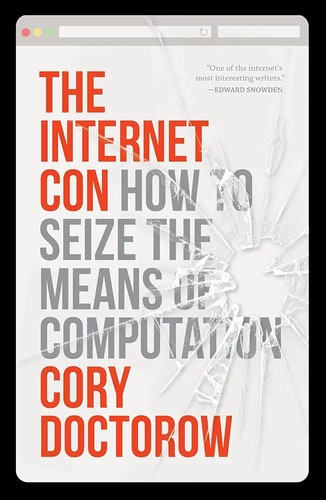 "One of the internet's
most interesting writers."
—EDWARD SNOWDEN
THE
INTERNET
CON HOW TO
SEIZE THE
MEANS OF
COMPUTATION
CORY
DOCTOROW